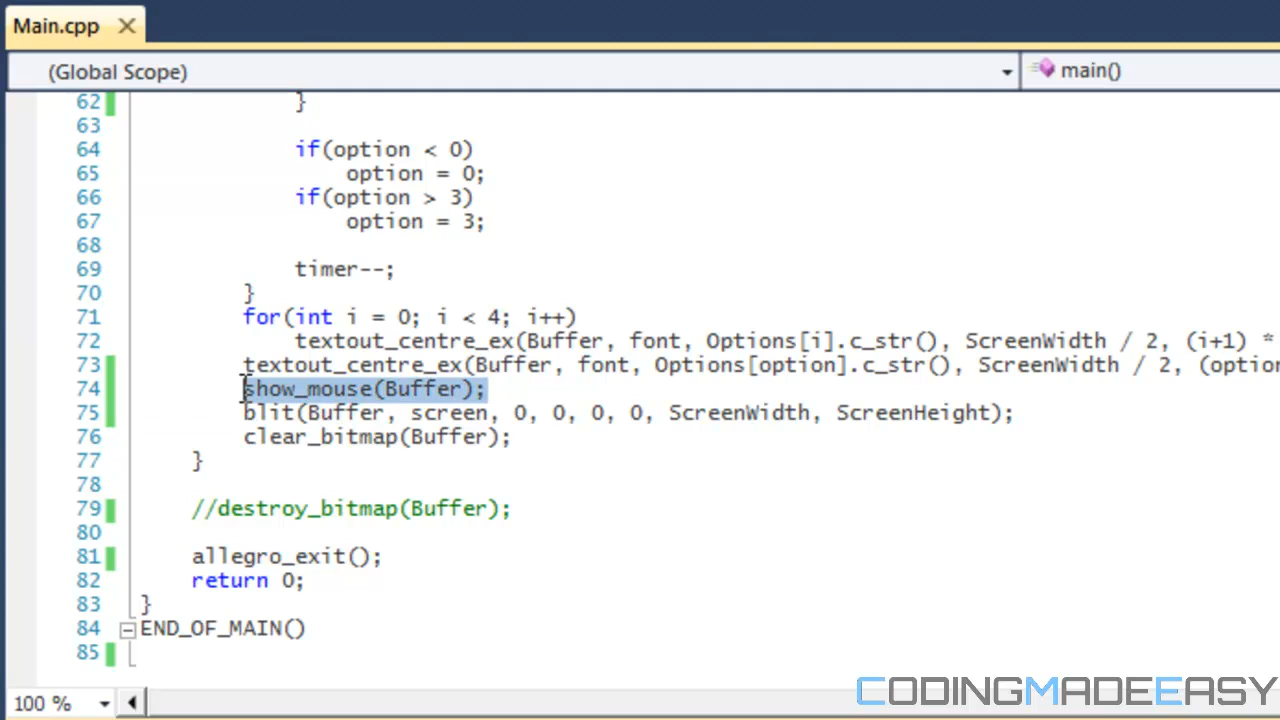 Main.cpp
(Global Scope)
main()
62 }
63
64 if(option < 0)
65 option = 0;
66 if(option > 3)
67 option = 3;
68
69 timer--;
70 }
71 for(int i = 0; i < 4; i++)
72 textout_centre_ex(Buffer, font, Options[i].c_str(), ScreenWidth / 2, (i+1) *
73 textout_centre_ex(Buffer, font, Options[option].c_str(), ScreenWidth / 2, (option
74 show_mouse(Buffer);
75 blit(Buffer, screen, 0, 0, 0, 0, ScreenWidth, ScreenHeight);
76 clear_bitmap(Buffer);
77 }
78
79 //destroy_bitmap(Buffer);
80
81 allegro_exit();
82 return 0;
83 }
84 END_OF_MAIN()
85
100 %
CODINGMADEEASY